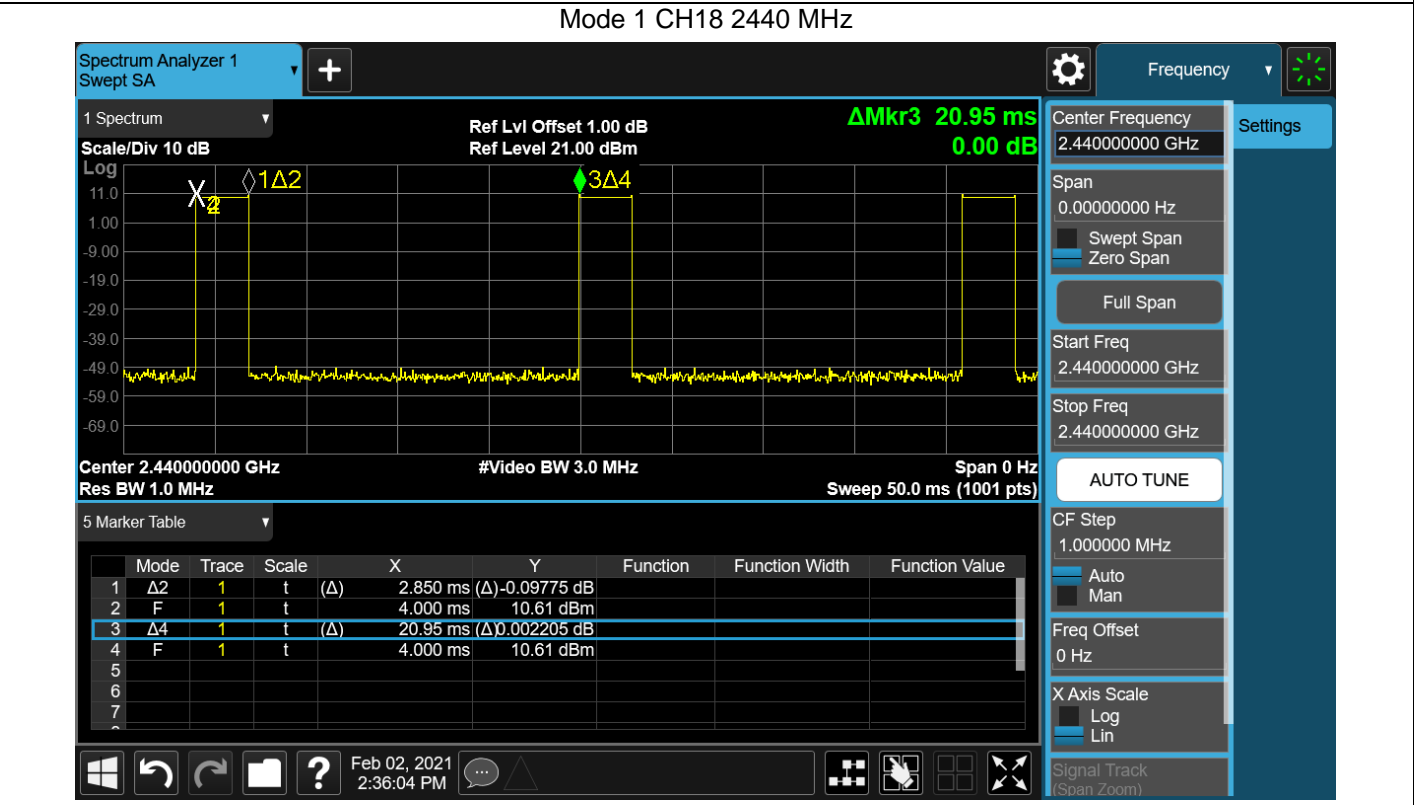 Mode 1 CH18 2440 MHz
Spectrum Analyzer 1
Swept SA
Frequency
1 Spectrum
Scale/Div 10 dB
Ref Lvl Offset 1.00 dB
Ref Level 21.00 dBm
ΔMkr3 20.95 ms
0.00 dB
Log
11.0
1.00
-9.00
-19.0
-29.0
-39.0
-49.0
-59.0
-69.0
1Δ2
3Δ4
Center 2.440000000 GHz
#Video BW 3.0 MHz
Span 0 Hz
Res BW 1.0 MHz
Sweep 50.0 ms (1001 pts)
5 Marker Table
Mode Trace Scale X Y Function Function Width Function Value
1 Δ2 1 t (Δ) 2.850 ms (Δ)-0.09775 dB
2 F 1 t 4.000 ms 10.61 dBm
3 Δ4 1 t (Δ) 20.95 ms (Δ)0.002205 dB
4 F 1 t 4.000 ms 10.61 dBm
5
6
7
Feb 02, 2021
2:36:04 PM
Center Frequency
2.440000000 GHz
Settings
Span
0.00000000 Hz
Swept Span
Zero Span
Full Span
Start Freq
2.440000000 GHz
Stop Freq
2.440000000 GHz
AUTO TUNE
CF Step
1.000000 MHz
Auto
Man
Freq Offset
0 Hz
X Axis Scale
Log
Lin
Signal Track
(Span Zoom)